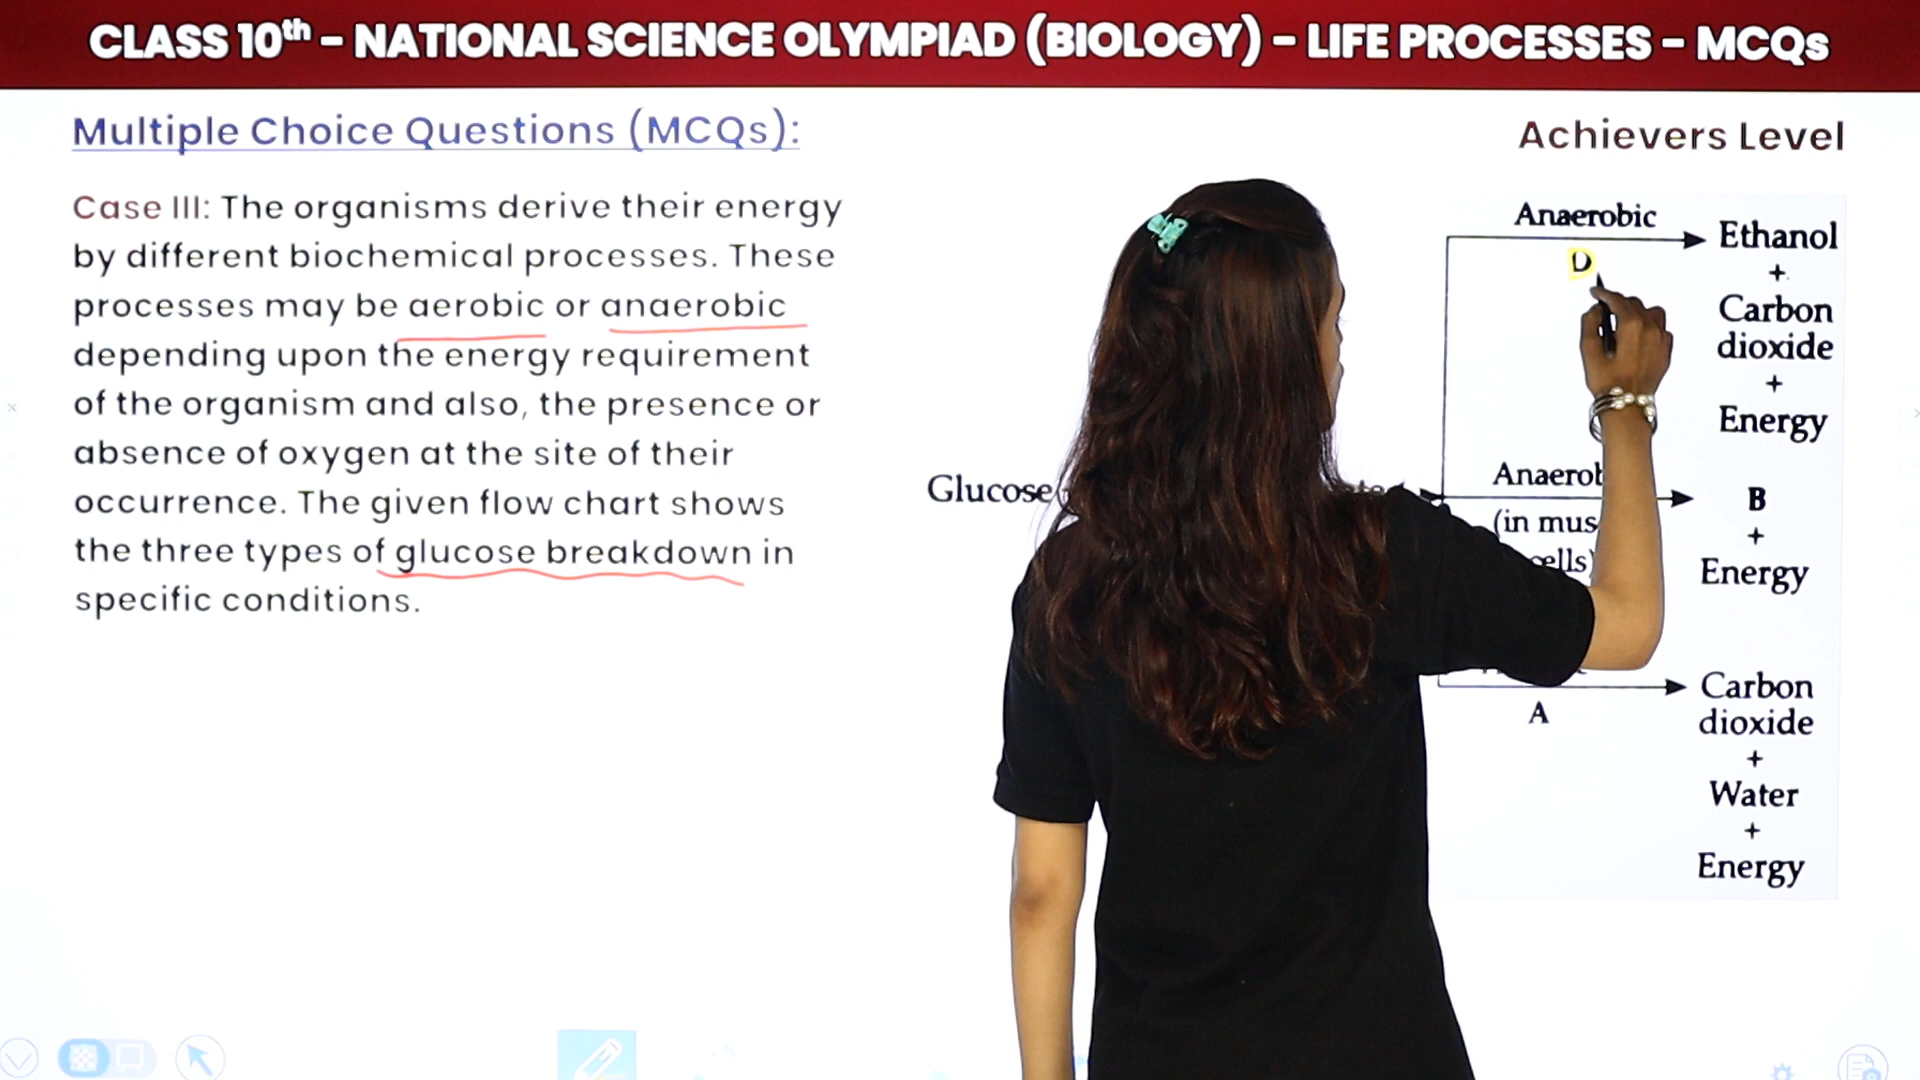 CLASS 10th - NATIONAL SCIENCE OLYMPIAD (BIOLOGY) - LIFE PROCESSES - MCQs
Multiple Choice Questions (MCQs):
Achievers Level
Case III: The organisms derive their energy
by different biochemical processes. These
processes may be aerobic or anaerobic
depending upon the energy requirement
of the organism and also, the presence or
absence of oxygen at the site of their
occurrence. The given flow chart shows
the three types of glucose breakdown in
specific conditions.
Anaerobic
D
Ethanol
+
Carbon
dioxide
+
Energy
Glucose
(in
B
+
Energy
A
Carbon
dioxide
+
Water
+
Energy